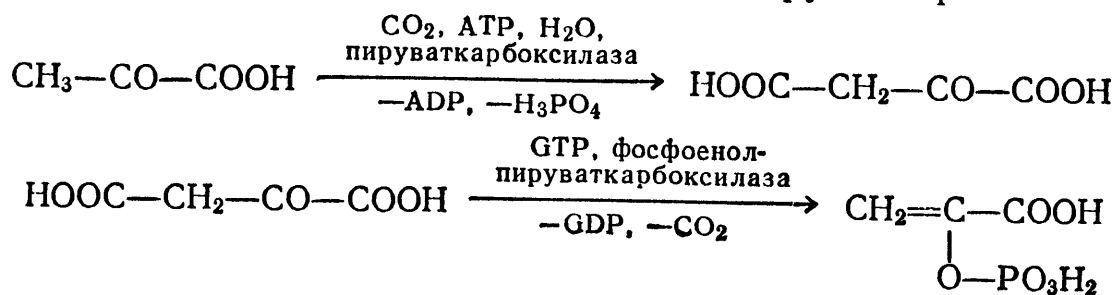 CO₂, ATP, H₂O,
пируваткарбоксилаза
CH₃—CO—COOH → HOOC—CH₂—CO—COOH
—ADP, —H₃PO₄
GTP, фосфоенол-
пируваткарбоксилаза
HOOC—CH₂—CO—COOH → CH₂=C—COOH
—GDP, —CO₂
O—PO₃H₂